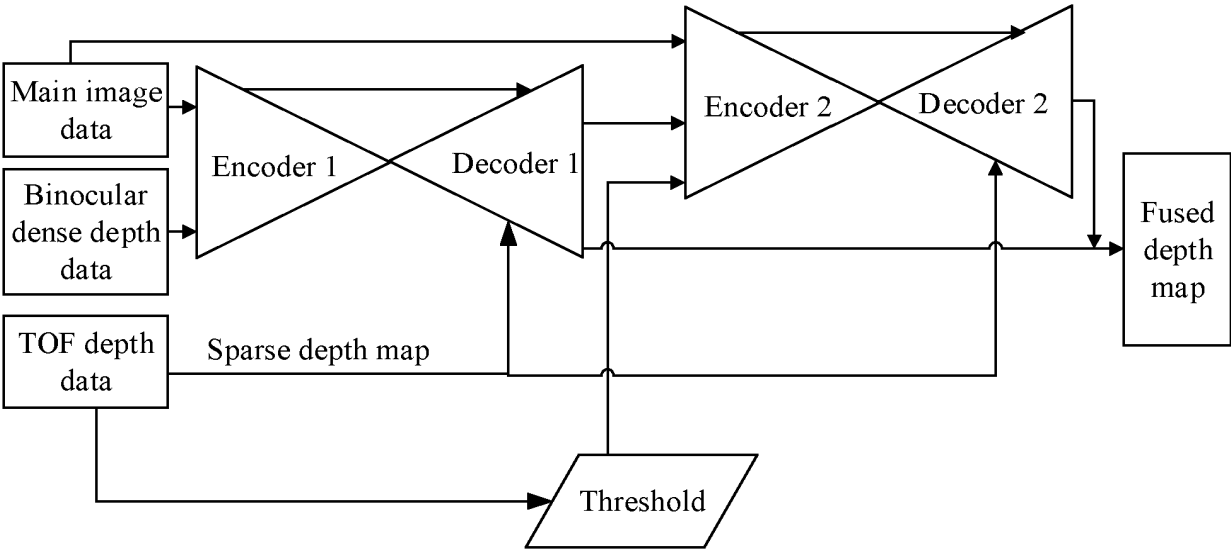 Main image
data
Binocular
dense depth
data
TOF depth
data
Sparse depth map
Encoder 1
Decoder 1
Encoder 2
Decoder 2
Fused
depth
map
Threshold